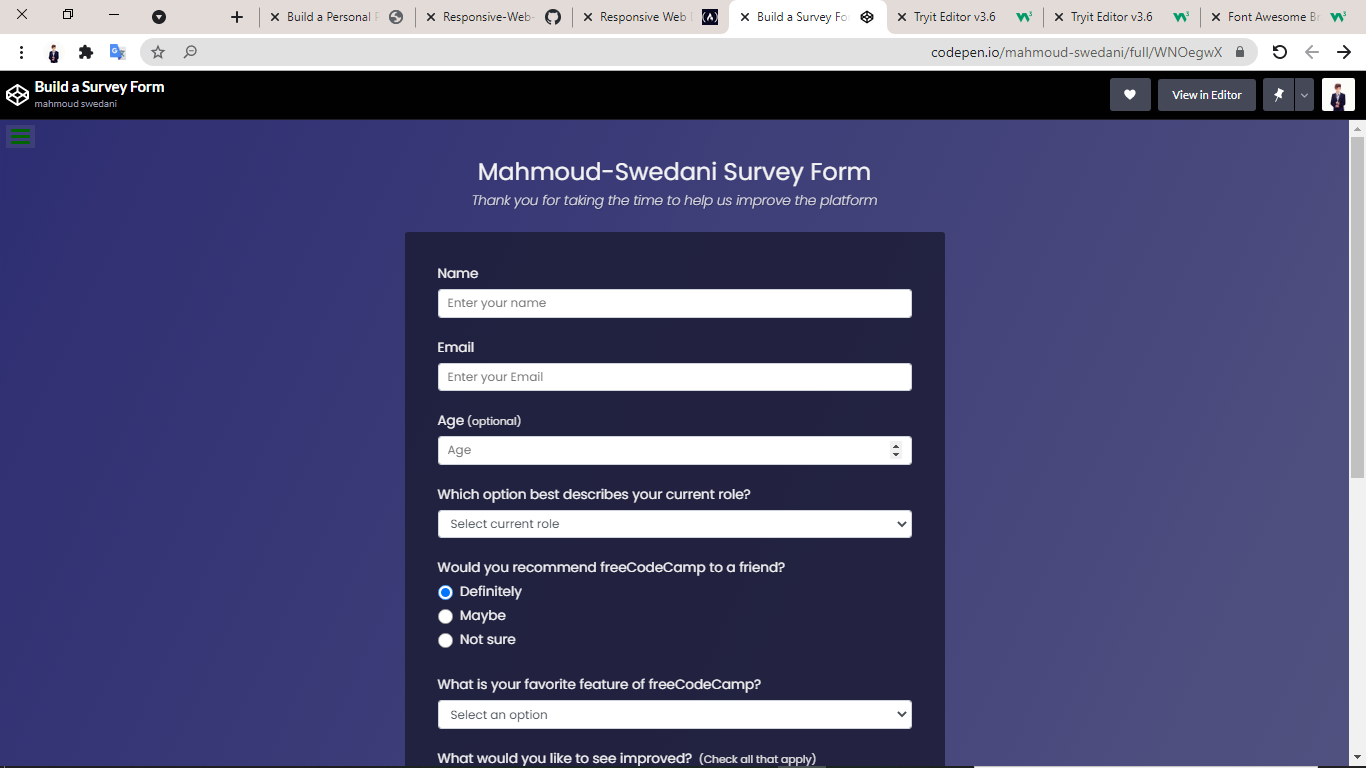 Build a Personal P
Responsive-Web-
Responsive Web
Build a Survey Fo
Tryit Editor v3.6
Tryit Editor v3.6
Font Awesome Br
codepen.io/mahmoud-swedani/full/WNOegwX
Build a Survey Form
mahmoud swedani
View in Editor
Mahmoud-Swedani Survey Form
Thank you for taking the time to help us improve the platform
Name
Enter your name
Email
Enter your Email
Age (optional)
Age
Which option best describes your current role?
Select current role
Would you recommend freeCodeCamp to a friend?
Definitely
Maybe
Not sure
What is your favorite feature of freeCodeCamp?
Select an option
What would you like to see improved? (Check all that apply)